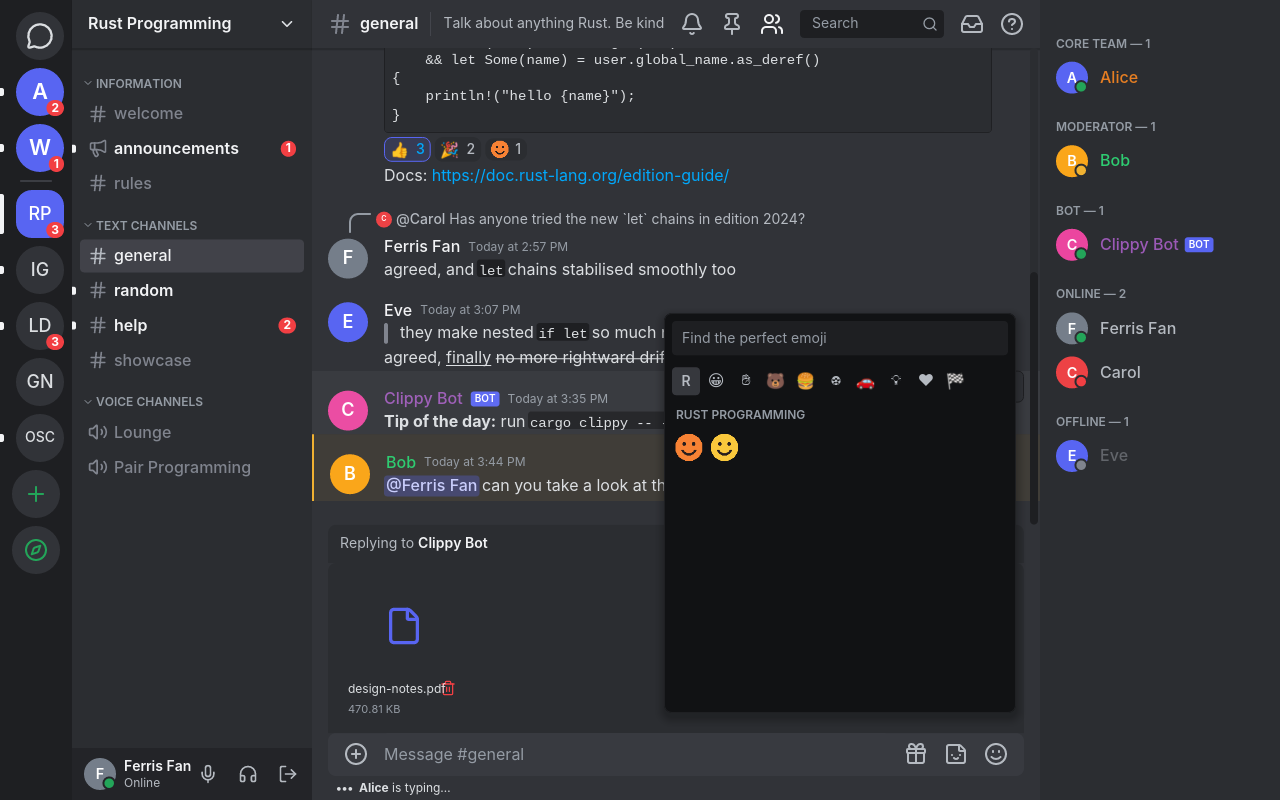 Rust Programming
general
Talk about anything Rust. Be kind
Search
A
2
W
1
RP
3
IG
LD
3
GN
OSC
INFORMATION
welcome
announcements
1
rules
TEXT CHANNELS
general
random
help
2
showcase
VOICE CHANNELS
Lounge
Pair Programming
F
Ferris Fan
Online
&& let Some(name) = user.global_name.as_deref()
{
println!("hello {name}");
}
👍 3
🎉 2
1
Docs: https://doc.rust-lang.org/edition-guide/
C @Carol Has anyone tried the new `let` chains in edition 2024?
F
Ferris Fan Today at 2:57 PM
agreed, and let chains stabilised smoothly too
E
Eve Today at 3:07 PM
they make nested if let so much
agreed, finally no more rightward drif
C
Clippy Bot BOT Today at 3:35 PM
Tip of the day: run cargo clippy --
B
Bob Today at 3:44 PM
@Ferris Fan can you take a look at th
Replying to Clippy Bot
design-notes.pdf
470.81 KB
Message #general
Alice is typing...
Find the perfect emoji
R
RUST PROGRAMMING
CORE TEAM — 1
A
Alice
MODERATOR — 1
B
Bob
BOT — 1
C
Clippy Bot BOT
ONLINE — 2
F
Ferris Fan
C
Carol
OFFLINE — 1
E
Eve